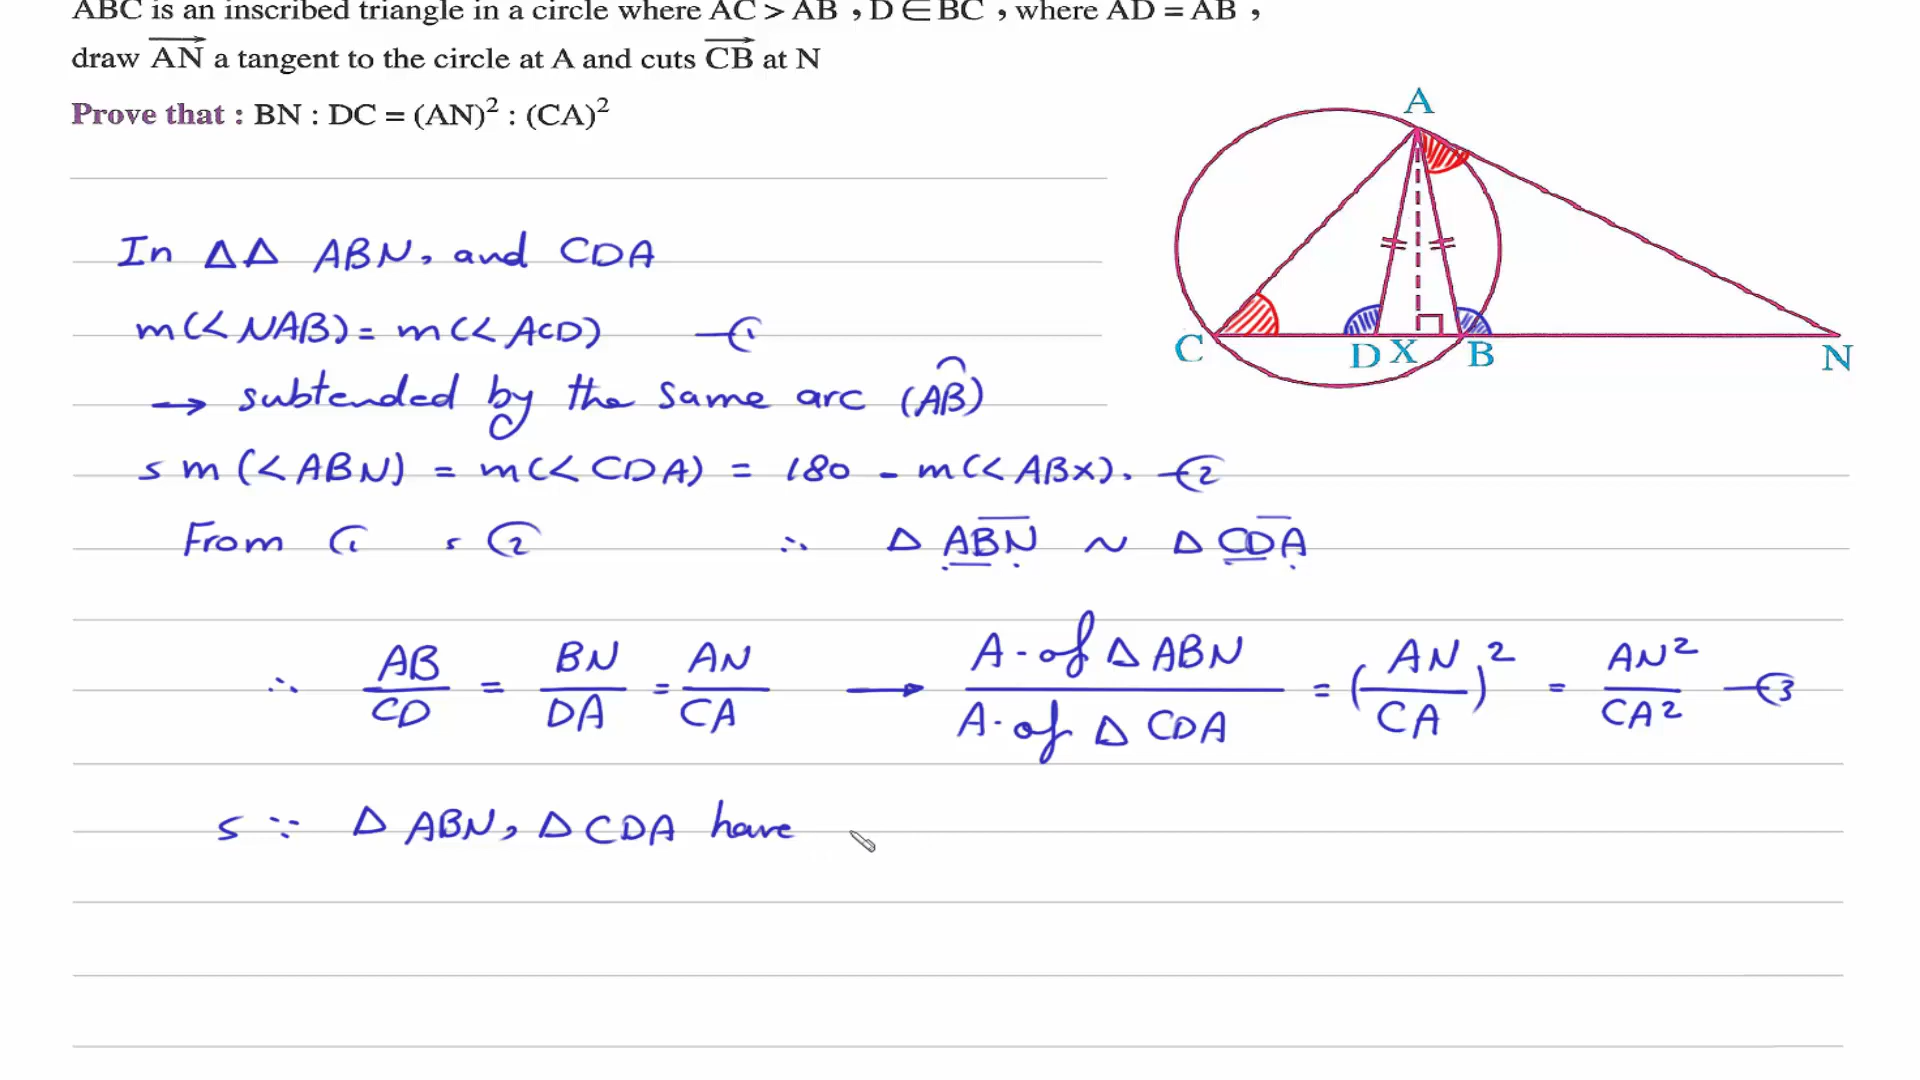 ABC is an inscribed triangle in a circle where AC > AB , D ∈ BC , where AD = AB ,
draw AN a tangent to the circle at A and cuts CB at N
Prove that : BN : DC = (AN)² : (CA)²
A
C D X B N
In ΔΔ ABN, and CDA
m(<NAB) = m(<ACD) —①
→ subtended by the same arc (AB)
, m(<ABN) = m(<CDA) = 180 - m(<ABX). —②
From ① , ② ∴ Δ ABN ~ Δ CDA
∴ AB/CD = BN/DA = AN/CA → A.of Δ ABN / A.of Δ CDA = (AN/CA)² = AN²/CA² —③
, ∵ Δ ABN, Δ CDA have